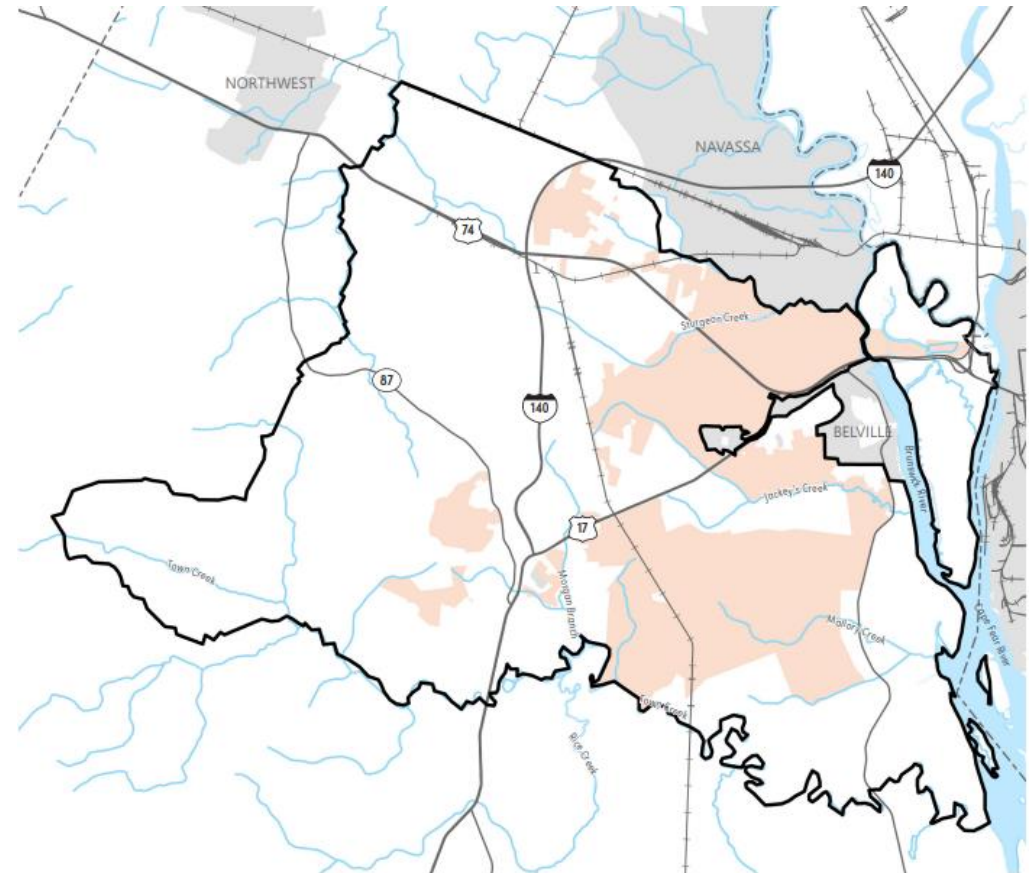 NORTHWEST
NAVASSA
140
74
Sturgeon Creek
87
140
BELVILLE
Brunswick River
Jackey's Creek
17
Town Creek
Morgan Branch
Mallory Creek
Cape Fear River
Town Creek
Rice Creek